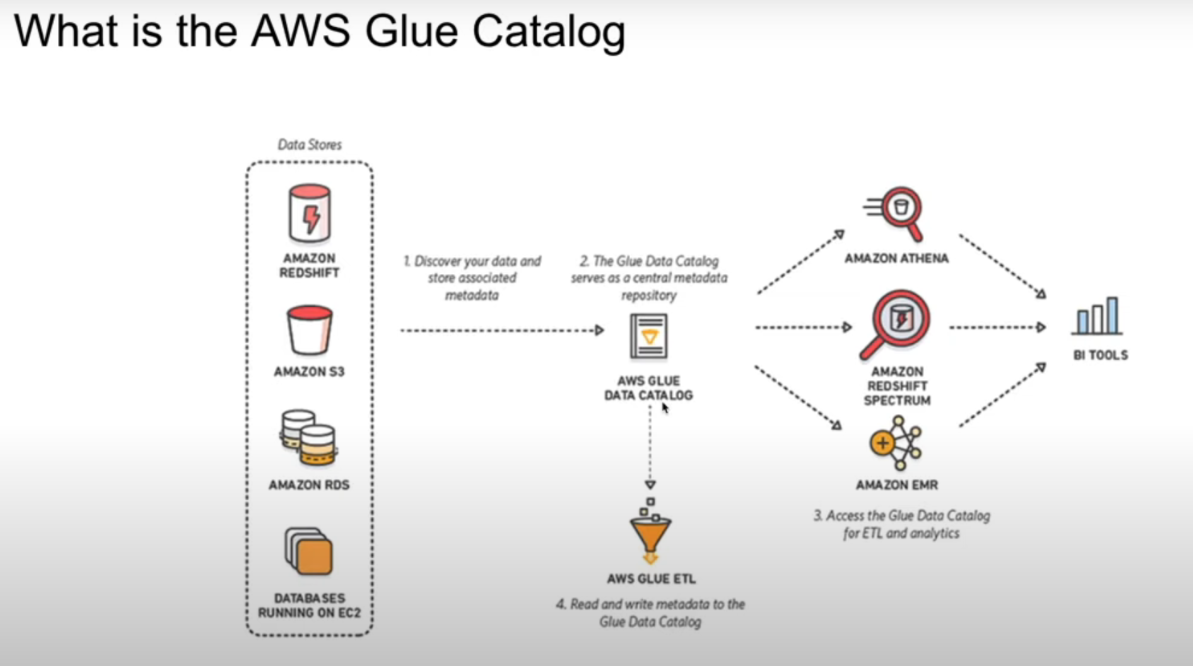 What is the AWS Glue Catalog
Data Stores
AMAZON
REDSHIFT
AMAZON S3
AMAZON RDS
DATABASES
RUNNING ON EC2
1. Discover your data and
store associated
metadata
2. The Glue Data Catalog
serves as a central metadata
repository
AWS GLUE
DATA CATALOG
AWS GLUE ETL
4. Read and write metadata to the
Glue Data Catalog
AMAZON ATHENA
AMAZON
REDSHIFT
SPECTRUM
AMAZON EMR
3. Access the Glue Data Catalog
for ETL and analytics
BI TOOLS